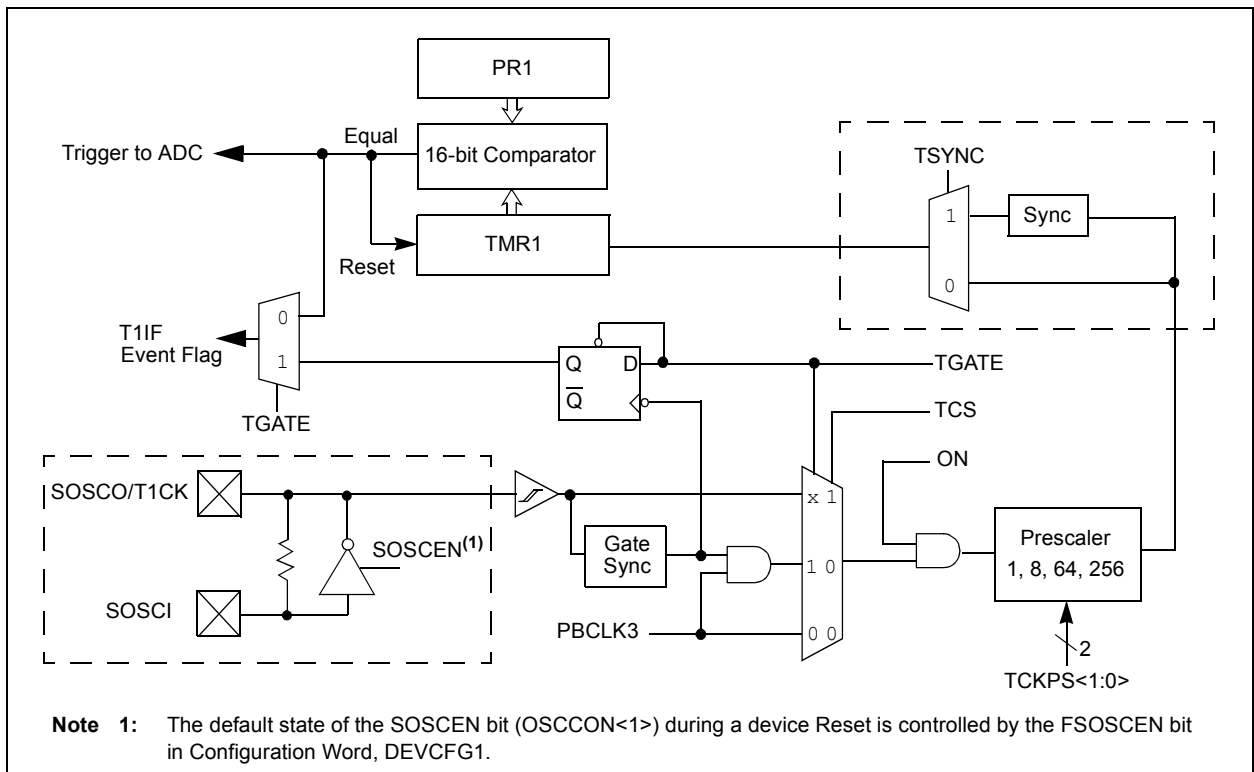 PR1
Equal
Trigger to ADC
16-bit Comparator
TSYNC
1
Sync
TMR1
Reset
0
0
T1IF
Event Flag
1
Q
D
TGATE
Q
TGATE
TCS
ON
SOSCO/T1CK
x 1
SOSCEN(1)
Gate
Sync
Prescaler
1, 8, 64, 256
1 0
SOSCI
PBCLK3
0 0
2
TCKPS<1:0>
Note 1: The default state of the SOSCEN bit (OSCCON<1>) during a device Reset is controlled by the FSOSCEN bit
in Configuration Word, DEVCFG1.